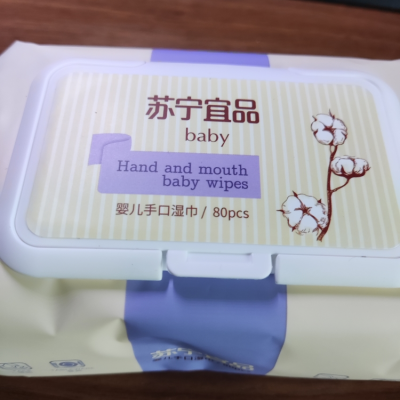 苏宁宜品
baby
Hand and mouth
baby wipes
婴儿手口湿巾 / 80pcs